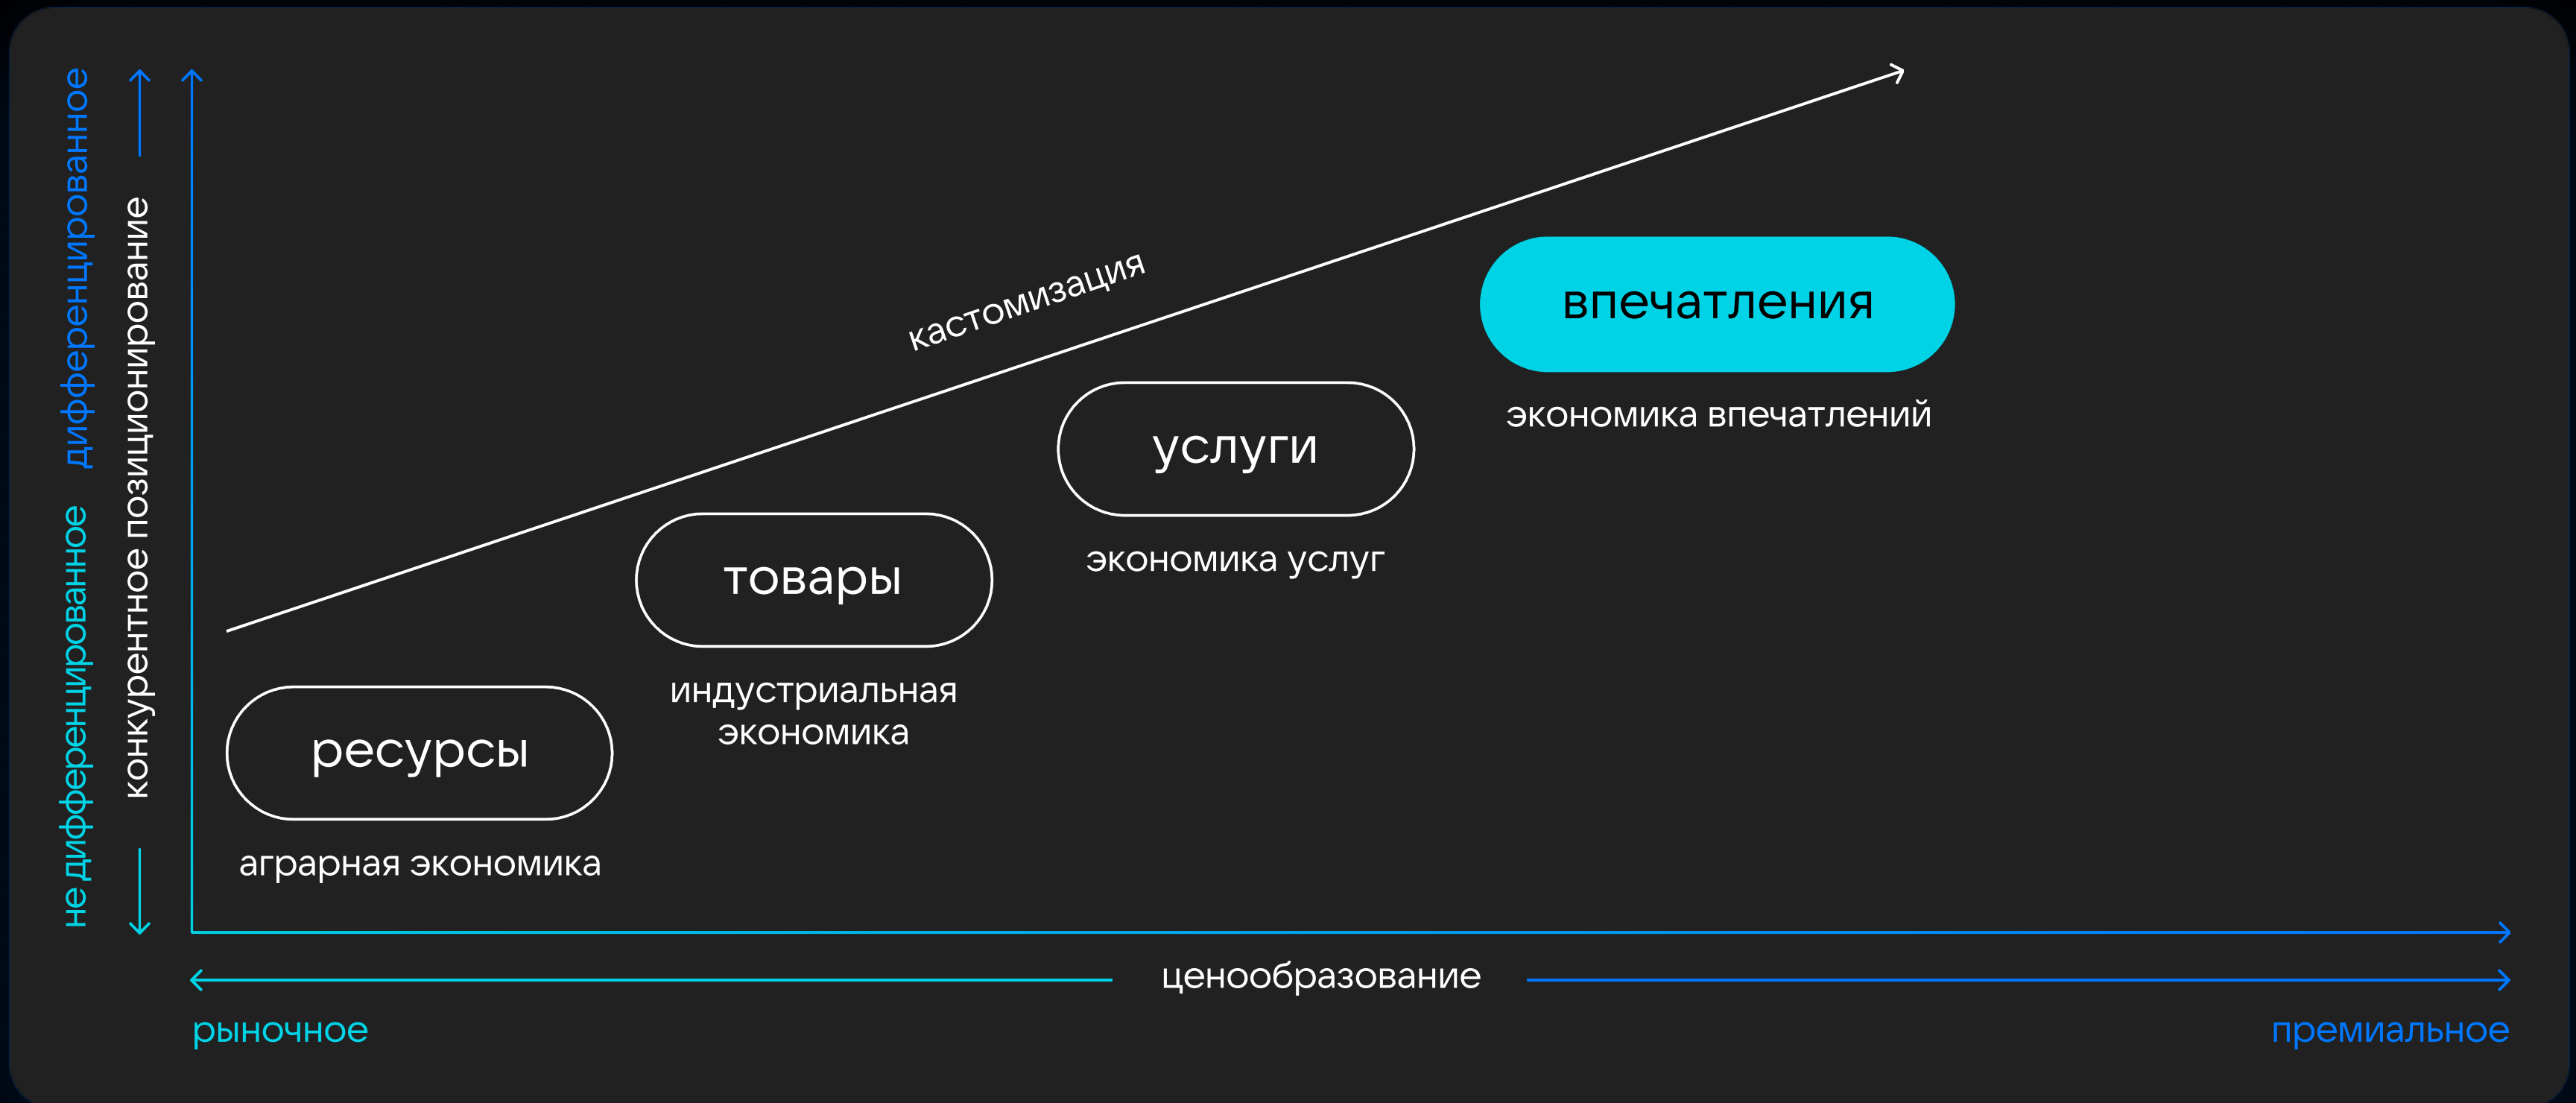 дифференцированное
не дифференцированное
конкурентное позиционирование
кастомизация
впечатления
экономика впечатлений
услуги
экономика услуг
товары
индустриальная
экономика
ресурсы
аграрная экономика
ценообразование
рыночное
премиальное